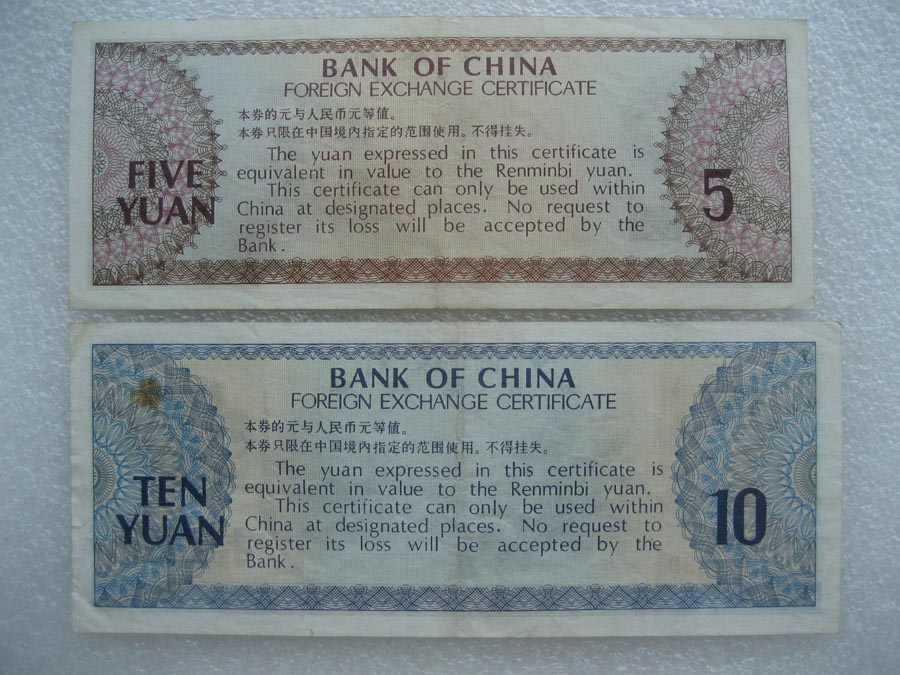 BANK OF CHINA
FOREIGN EXCHANGE CERTIFICATE
本券的元与人民币元等值。
本券只限在中国境内指定的范围使用。不得挂失。
The yuan expressed in this certificate is
equivalent in value to the Renminbi yuan.
This certificate can only be used within
China at designated places. No request to
register its loss will be accepted by the
Bank.
FIVE
YUAN
5
BANK OF CHINA
FOREIGN EXCHANGE CERTIFICATE
本券的元与人民币元等值。
本券只限在中国境内指定的范围使用。不得挂失。
The yuan expressed in this certificate is
equivalent in value to the Renminbi yuan.
This certificate can only be used within
China at designated places. No request to
register its loss will be accepted by the
Bank.
TEN
YUAN
10